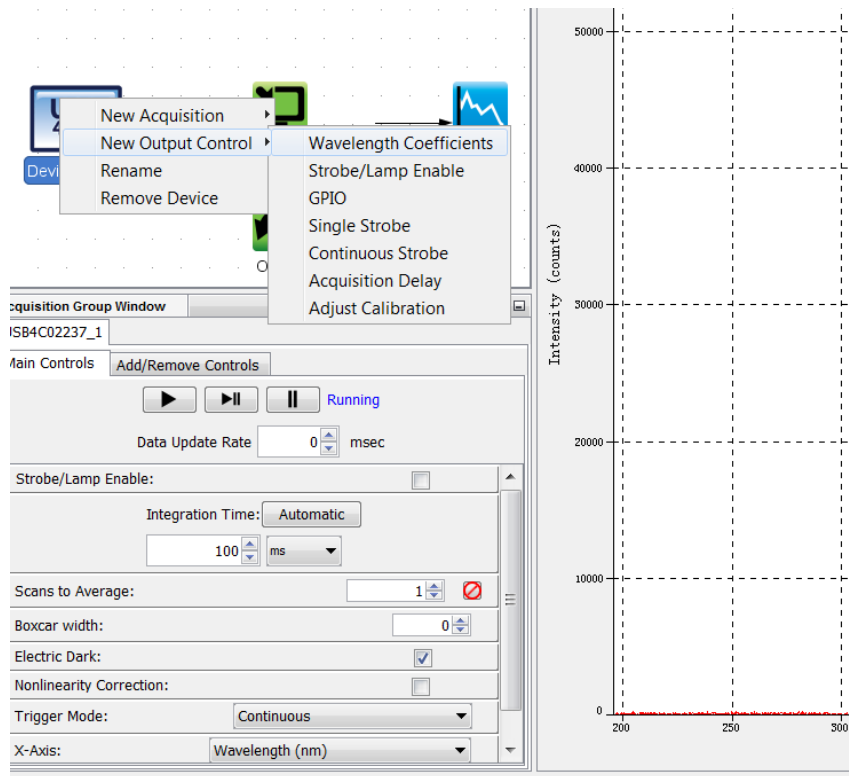 New Acquisition
New Output Control
Rename
Remove Device
Wavelength Coefficients
Strobe/Lamp Enable
GPIO
Single Strobe
Continuous Strobe
Acquisition Delay
Adjust Calibration
Devi
O
cquisition Group Window
JSB4C02237_1
Main Controls Add/Remove Controls
Running
Data Update Rate 0 msec
Strobe/Lamp Enable:
Integration Time: Automatic
100 ms
Scans to Average: 1
Boxcar width: 0
Electric Dark:
Nonlinearity Correction:
Trigger Mode: Continuous
X-Axis: Wavelength (nm)
Intensity (counts)
50000
40000
30000
20000
10000
0
200 250 300